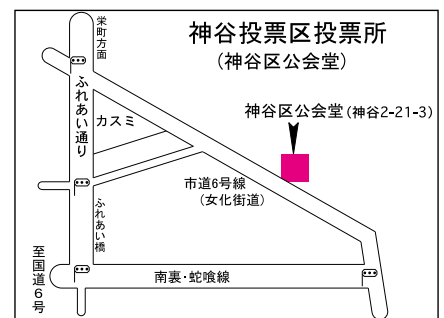 神谷投票区投票所
(神谷区公会堂)
栄町方面
ふれあい通り
カスミ
神谷区公会堂(神谷2-21-3)
市道6号線
(女化街道)
ふれあい橋
至国道6号
南裏・蛇喰線